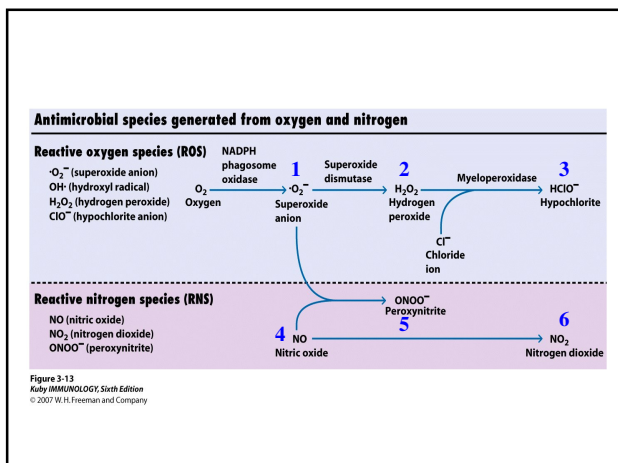 Antimicrobial species generated from oxygen and nitrogen
Reactive oxygen species (ROS)
·O₂⁻ (superoxide anion)
OH· (hydroxyl radical)
H₂O₂ (hydrogen peroxide)
ClO⁻ (hypochlorite anion)
O₂
Oxygen
NADPH
phagosome
oxidase
1
·O₂⁻
Superoxide
anion
Superoxide
dismutase
2
H₂O₂
Hydrogen
peroxide
Myeloperoxidase
Cl⁻
Chloride
ion
3
HClO⁻
Hypochlorite
Reactive nitrogen species (RNS)
NO (nitric oxide)
NO₂ (nitrogen dioxide)
ONOO⁻ (peroxynitrite)
4 NO
Nitric oxide
ONOO⁻
Peroxynitrite
5
6
NO₂
Nitrogen dioxide
Figure 3-13
Kuby IMMUNOLOGY, Sixth Edition
© 2007 W. H. Freeman and Company